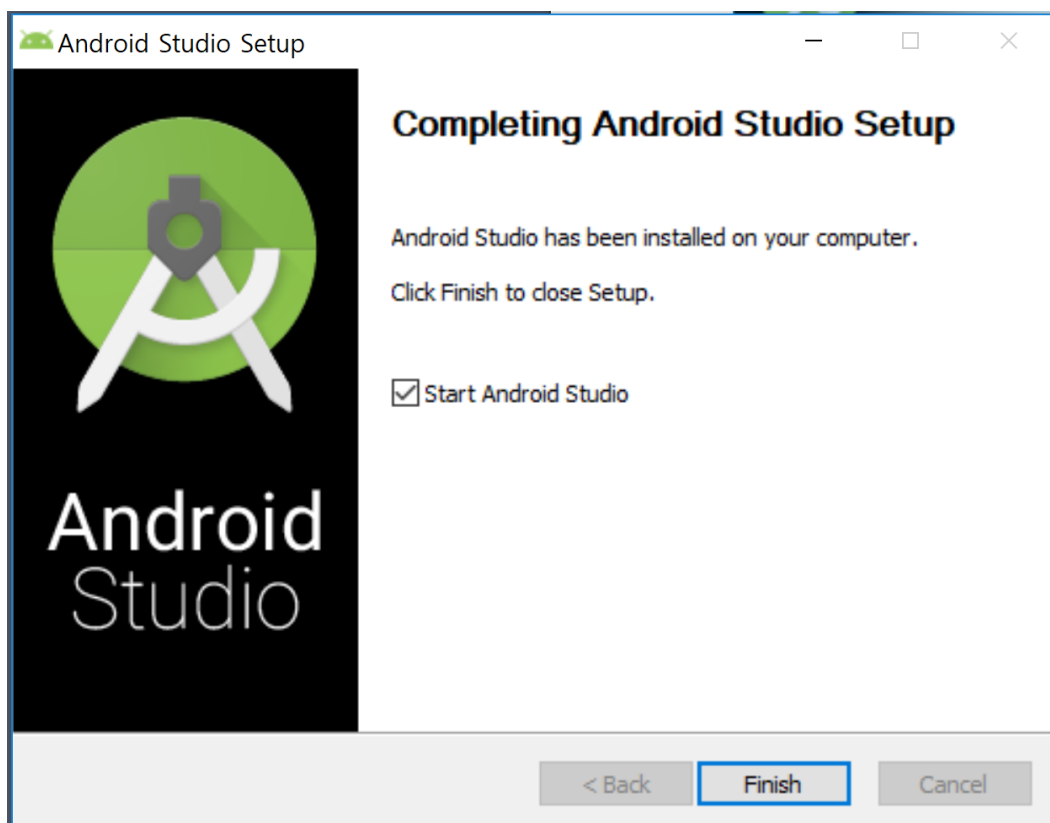 Android Studio Setup
Completing Android Studio Setup
Android Studio has been installed on your computer.
Click Finish to close Setup.
Start Android Studio
Android
Studio
< Back
Finish
Cancel